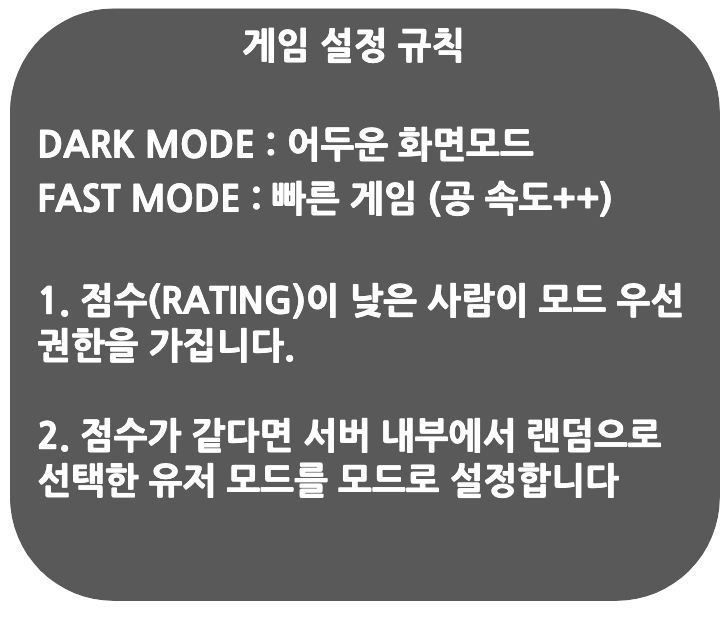 게임 설정 규칙
DARK MODE : 어두운 화면모드
FAST MODE : 빠른 게임 (공 속도++)
1. 점수(RATING)이 낮은 사람이 모드 우선
권한을 가집니다.
2. 점수가 같다면 서버 내부에서 랜덤으로
선택한 유저 모드를 모드로 설정합니다